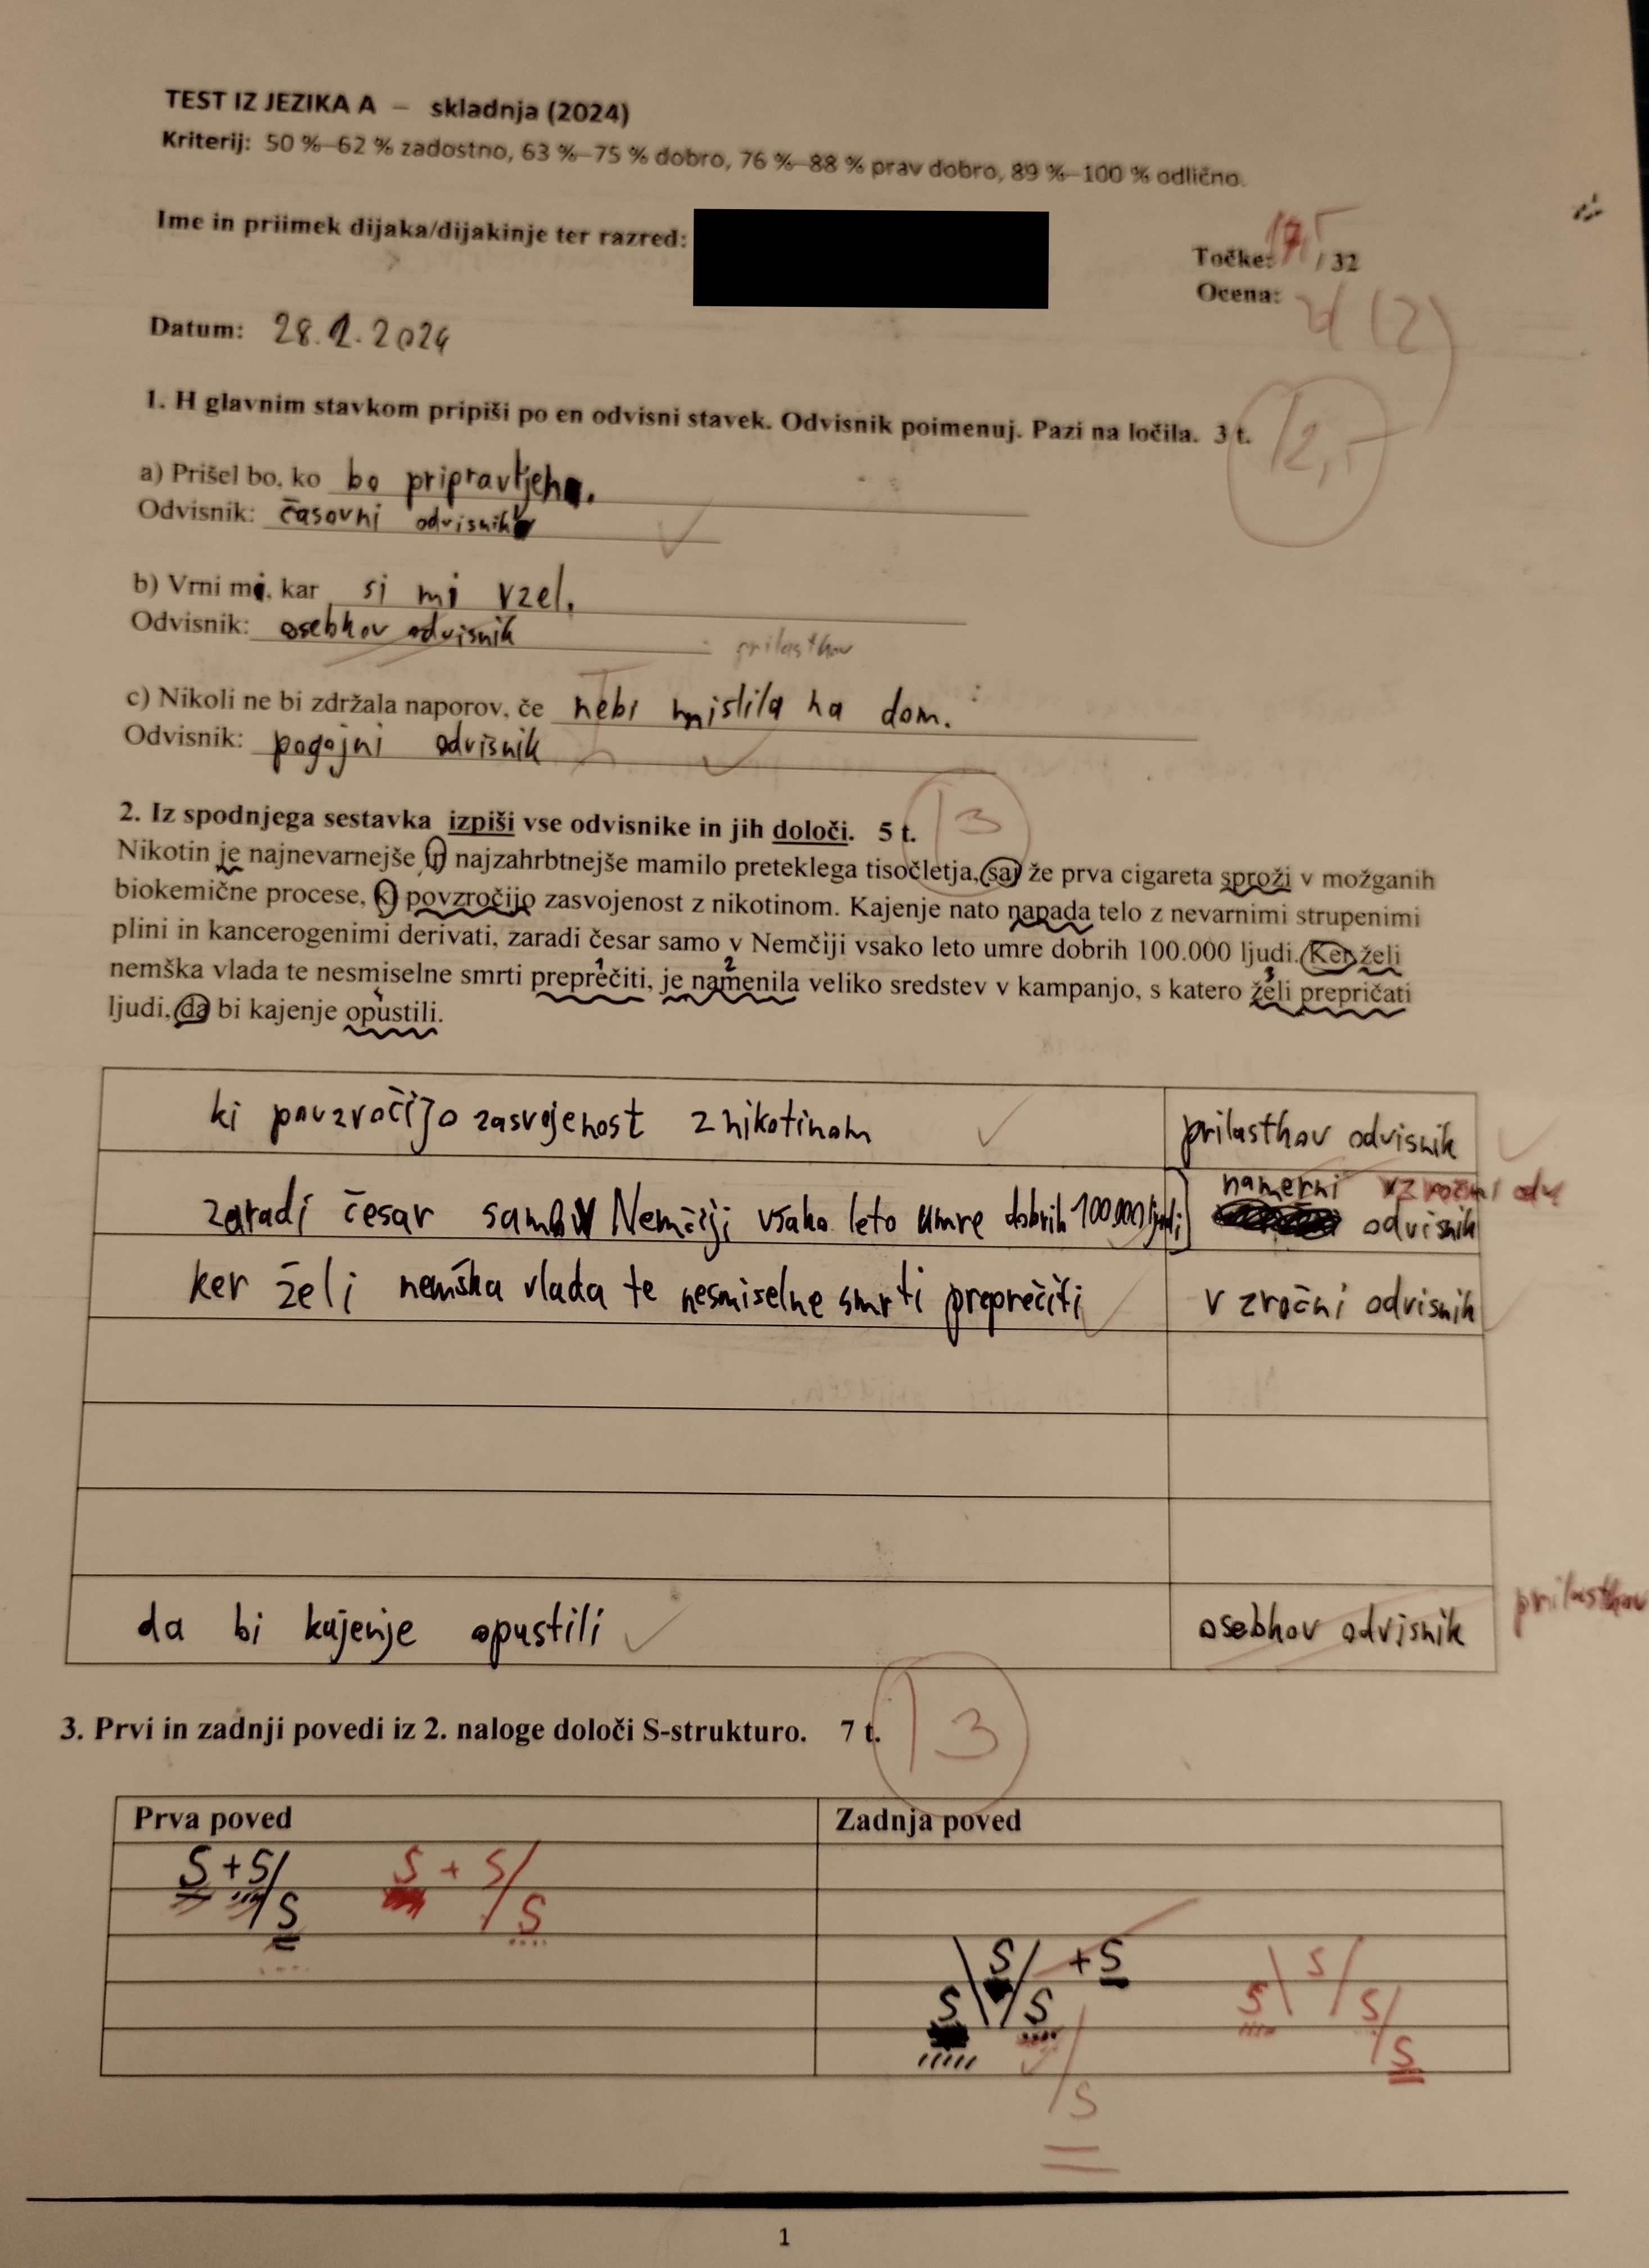 TEST IZ JEZIKA A – skladnja (2024)
Kriterij: 50 %–62 % zadostno, 63 %–75 % dobro, 76 %–88 % prav dobro, 89 %–100 % odlično.
Ime in priimek dijaka/dijakinje ter razred:
Točke: 17,5 / 32
Ocena: zd (2)
Datum: 28.2.2024
1. H glavnim stavkom pripiši po en odvisni stavek. Odvisnik poimenuj. Pazi na ločila. 3 t.
2,5
a) Prišel bo, ko bo pripravljen.
Odvisnik: časovni odvisnik
b) Vrni mi, kar si mi vzel.
Odvisnik: osebkov odvisnik prilastkov
c) Nikoli ne bi zdržala naporov, če nebi mislila na dom.
Odvisnik: pogojni odvisnik
2. Iz spodnjega sestavka izpiši vse odvisnike in jih določi. 5 t. 3
Nikotin je najnevarnejše in najzahrbtnejše mamilo preteklega tisočletja, saj že prva cigareta sproži v možganih
biokemične procese, ki povzročijo zasvojenost z nikotinom. Kajenje nato napada telo z nevarnimi strupenimi
plini in kancerogenimi derivati, zaradi česar samo v Nemčiji vsako leto umre dobrih 100.000 ljudi. Ker želi
nemška vlada te nesmiselne smrti preprečiti, je namenila veliko sredstev v kampanjo, s katero želi prepričati
ljudi, da bi kajenje opustili.
ki povzročijo zasvojenost z nikotinom prilastkov odvisnik
zaradi česar samo v Nemčiji vsako leto umre dobrih 100.000 ljudi namerni odvisnik vzročni odv
ker želi nemška vlada te nesmiselne smrti preprečiti vzročni odvisnik
da bi kajenje opustili osebkov odvisnik prilastkov
3. Prvi in zadnji povedi iz 2. naloge določi S-strukturo. 7 t. 3
Prva poved Zadnja poved
S + S/ S + S/
/S /S
\S/ + S \S/
S\ /S S\ /S
/S /S
1